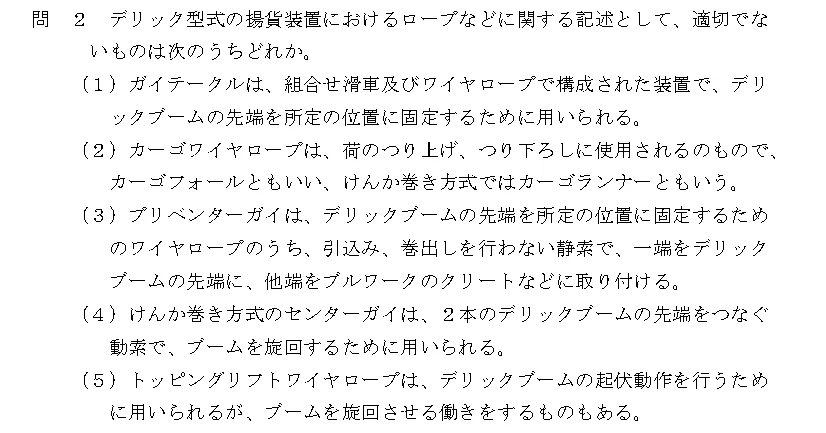 問 ２ デリック型式の揚貨装置におけるロープなどに関する記述として、適切でな
いものは次のうちどれか。
（１）ガイテークルは、組合せ滑車及びワイヤロープで構成された装置で、デリ
ックブームの先端を所定の位置に固定するために用いられる。
（２）カーゴワイヤロープは、荷のつり上げ、つり下ろしに使用されるのもので、
カーゴフォールともいい、けんか巻き方式ではカーゴランナーともいう。
（３）プリベンターガイは、デリックブームの先端を所定の位置に固定するため
のワイヤロープのうち、引込み、巻出しを行わない静索で、一端をデリック
ブームの先端に、他端をブルワークのクリートなどに取り付ける。
（４）けんか巻き方式のセンターガイは、２本のデリックブームの先端をつなぐ
動索で、ブームを旋回するために用いられる。
（５）トッピングリフトワイヤロープは、デリックブームの起伏動作を行うため
に用いられるが、ブームを旋回させる働きをするものもある。